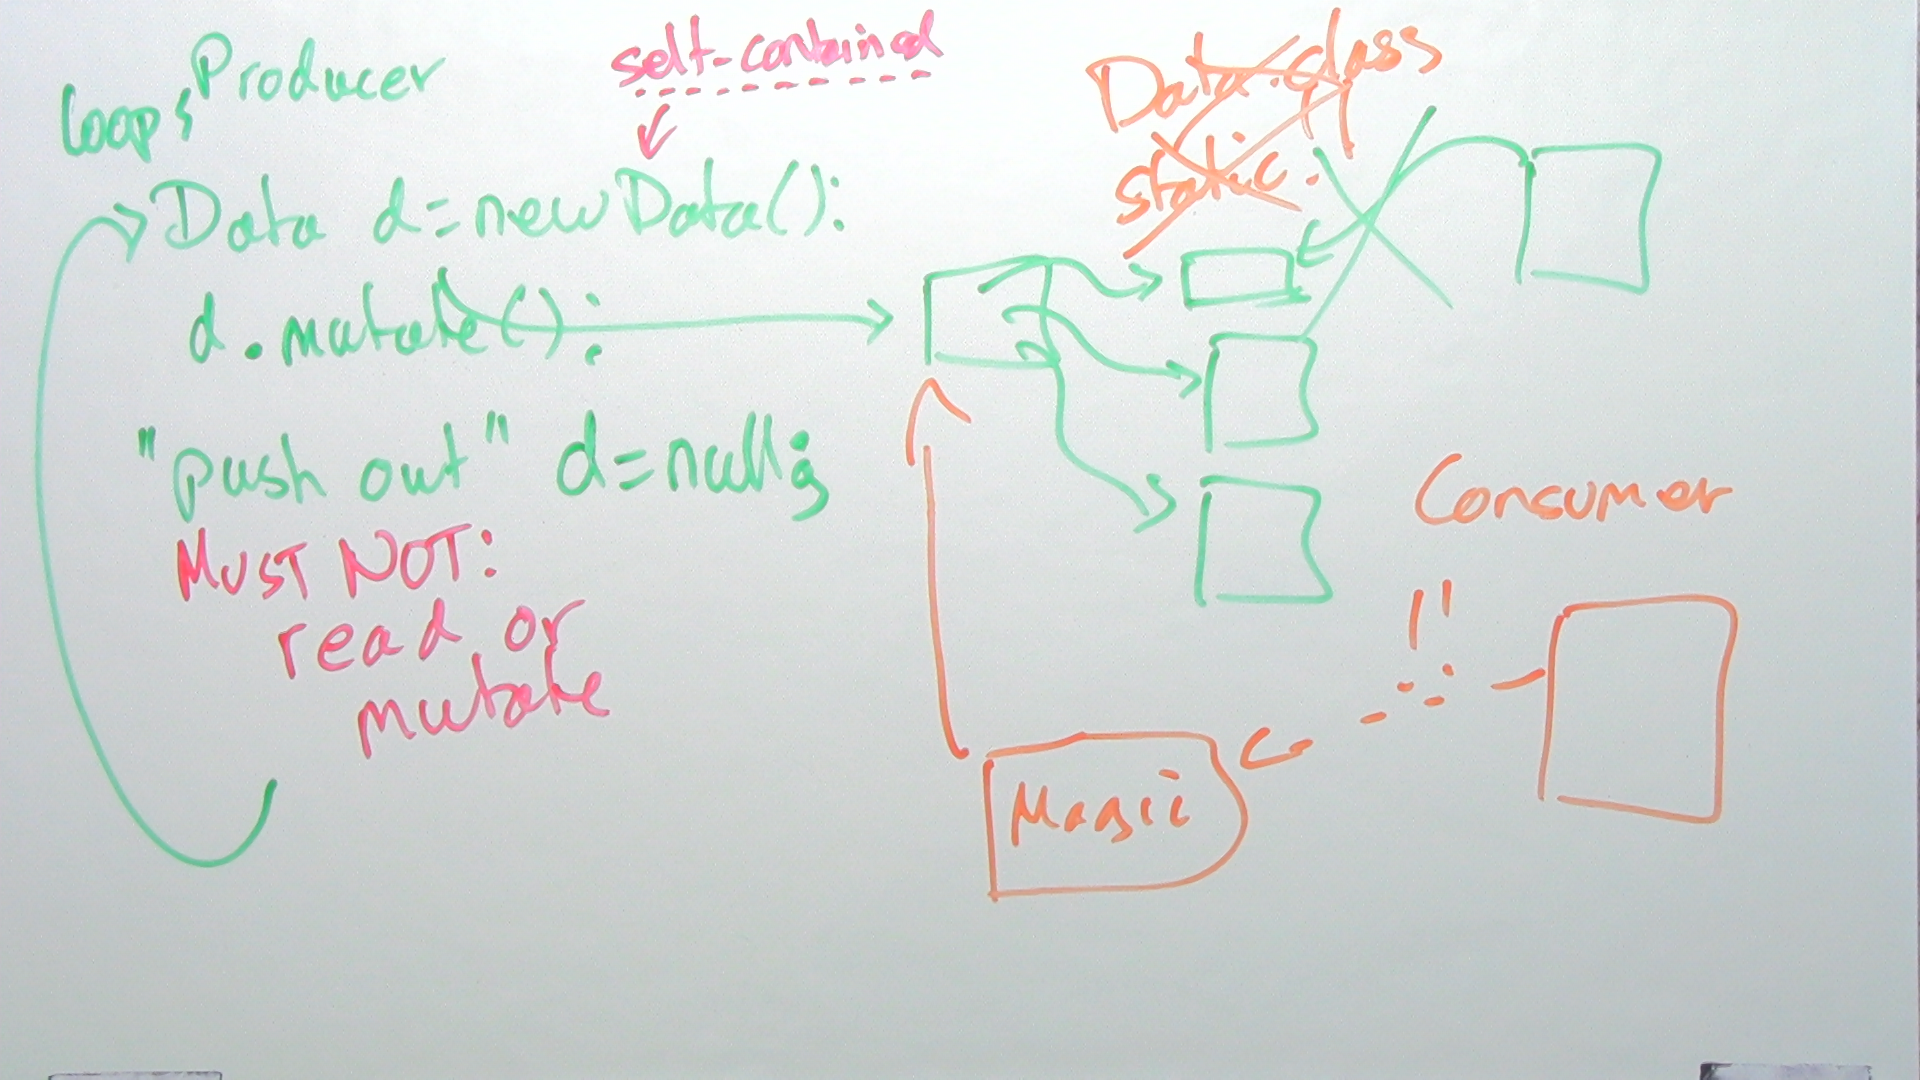 Producer
loops
Data d=new Data();
d.mutate();
"push out" d=null;
MUST NOT:
read or
mutate
self-contained
Data.class
static.
Consumer
!!
Magic